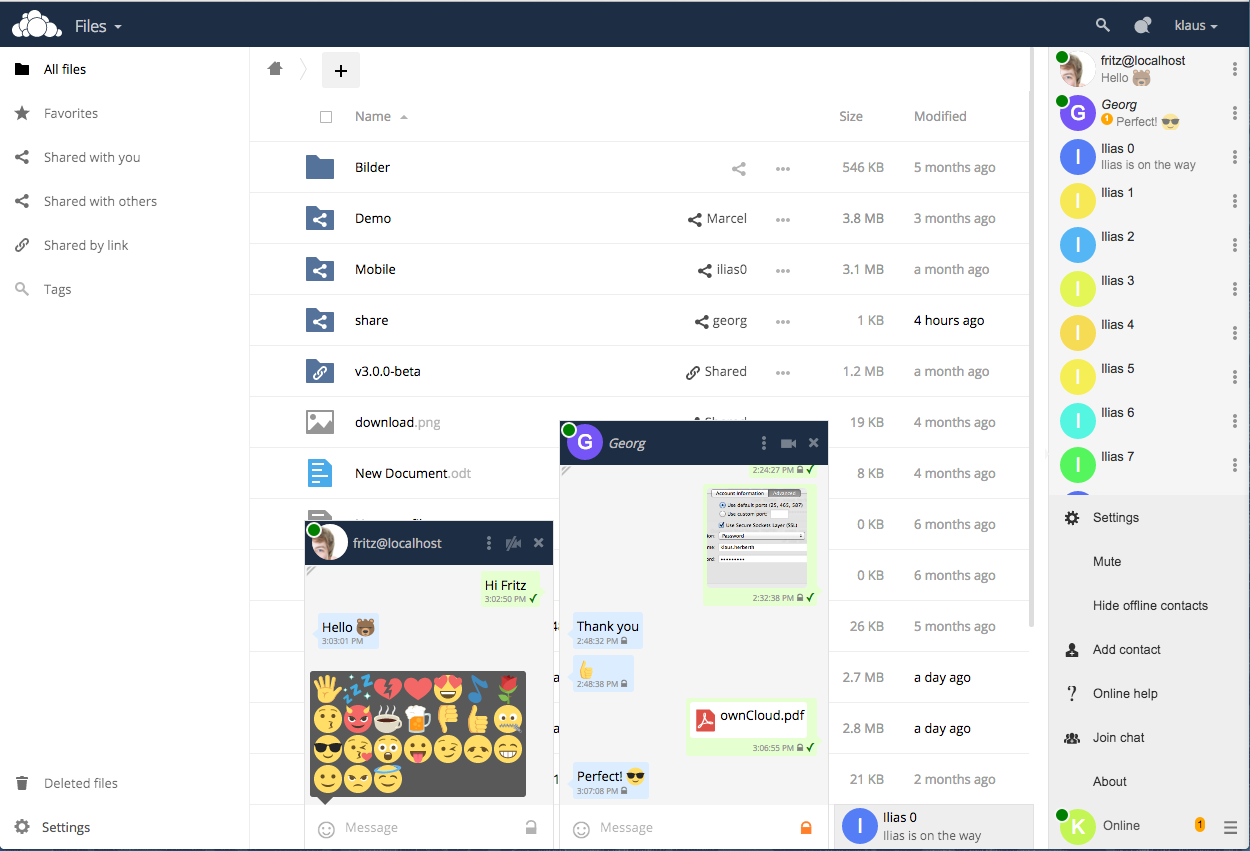 Files
klaus
All files
Favorites
Shared with you
Shared with others
Shared by link
Tags
Deleted files
Settings
+
Name Size Modified
Bilder 546 KB 5 months ago
Demo Marcel 3.8 MB 3 months ago
Mobile ilias0 3.1 MB a month ago
share georg 1 KB 4 hours ago
v3.0.0-beta Shared 1.2 MB a month ago
download.png 19 KB 4 months ago
New Document.odt 8 KB 4 months ago
0 KB 6 months ago
0 KB 6 months ago
26 KB 5 months ago
2.7 MB a day ago
2.8 MB a day ago
21 KB 2 months ago
fritz@localhost
Hi Fritz
3:02:50 PM
Hello
3:03:01 PM
Message
G
Georg
2:24:27 PM
Account Information Advanced
Use default ports (25, 465, 587)
Use custom port:
Use Secure Sockets Layer (SSL)
Password
klaus.herberth
2:32:38 PM
Thank you
2:48:32 PM
2:48:38 PM
ownCloud.pdf
3:06:55 PM
Perfect!
3:07:08 PM
Message
I
Ilias 0
Ilias is on the way
fritz@localhost
Hello
G
Georg
1 Perfect!
I
Ilias 0
Ilias is on the way
I Ilias 1
I Ilias 2
I Ilias 3
I Ilias 4
I Ilias 5
I Ilias 6
I Ilias 7
Settings
Mute
Hide offline contacts
Add contact
? Online help
Join chat
About
K Online 1